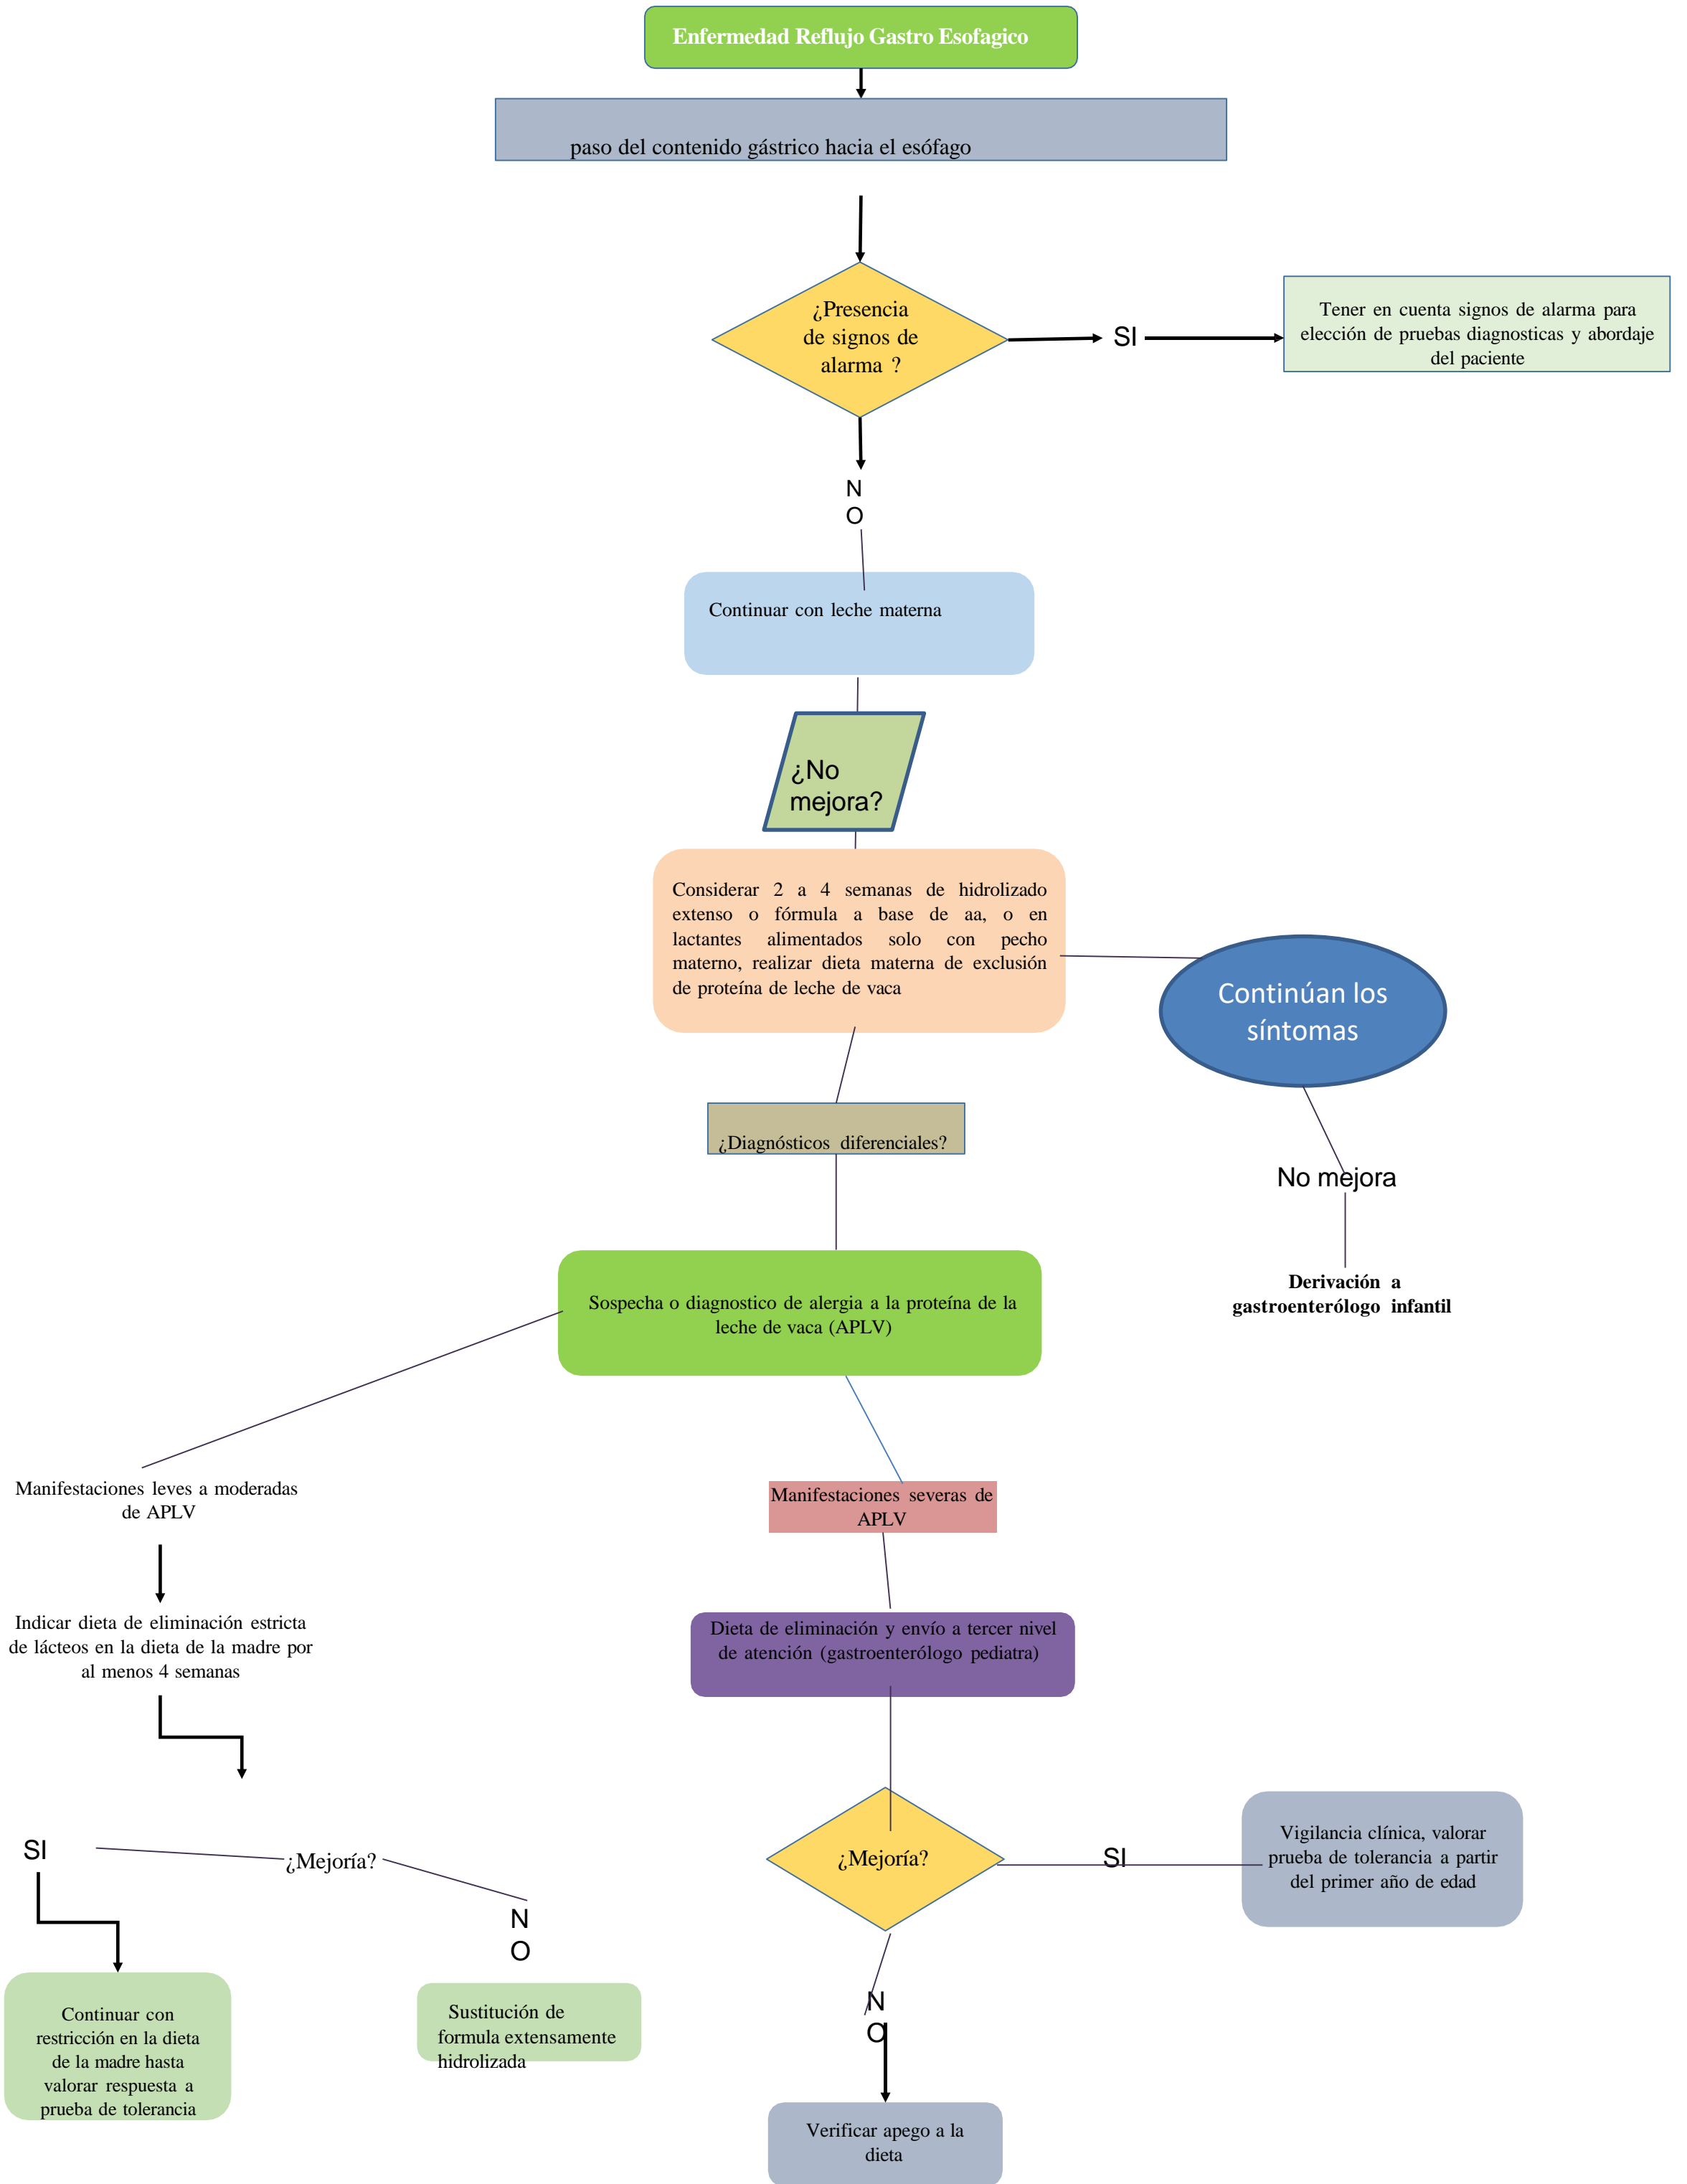 Enfermedad Reflujo Gastro Esofagico
paso del contenido gástrico hacia el esófago
¿Presencia
de signos de
alarma ?
SI
Tener en cuenta signos de alarma para
elección de pruebas diagnosticas y abordaje
del paciente
N
O
Continuar con leche materna
¿No
mejora?
Considerar 2 a 4 semanas de hidrolizado
extenso o fórmula a base de aa, o en
lactantes alimentados solo con pecho
materno, realizar dieta materna de exclusión
de proteína de leche de vaca
Continúan los
síntomas
¿Diagnósticos diferenciales?
No mejora
Derivación a
gastroenterólogo infantil
Sospecha o diagnostico de alergia a la proteína de la
leche de vaca (APLV)
Manifestaciones leves a moderadas
de APLV
Manifestaciones severas de
APLV
Indicar dieta de eliminación estricta
de lácteos en la dieta de la madre por
al menos 4 semanas
Dieta de eliminación y envío a tercer nivel
de atención (gastroenterólogo pediatra)
SI
¿Mejoría?
N
O
¿Mejoría?
SI
Vigilancia clínica, valorar
prueba de tolerancia a partir
del primer año de edad
Continuar con
restricción en la dieta
de la madre hasta
valorar respuesta a
prueba de tolerancia
Sustitución de
formula extensamente
hidrolizada
N
O
Verificar apego a la
dieta